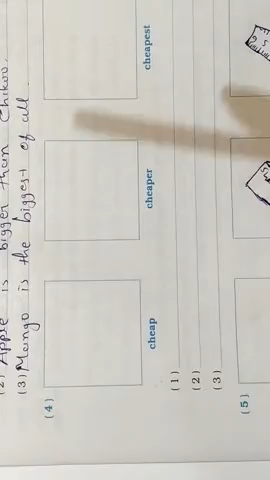 (2) Apple is bigger than Chikoo.
(3) Mango is the biggest of all
(4)
cheap cheaper cheapest
(1)
(2)
(3)
(5)